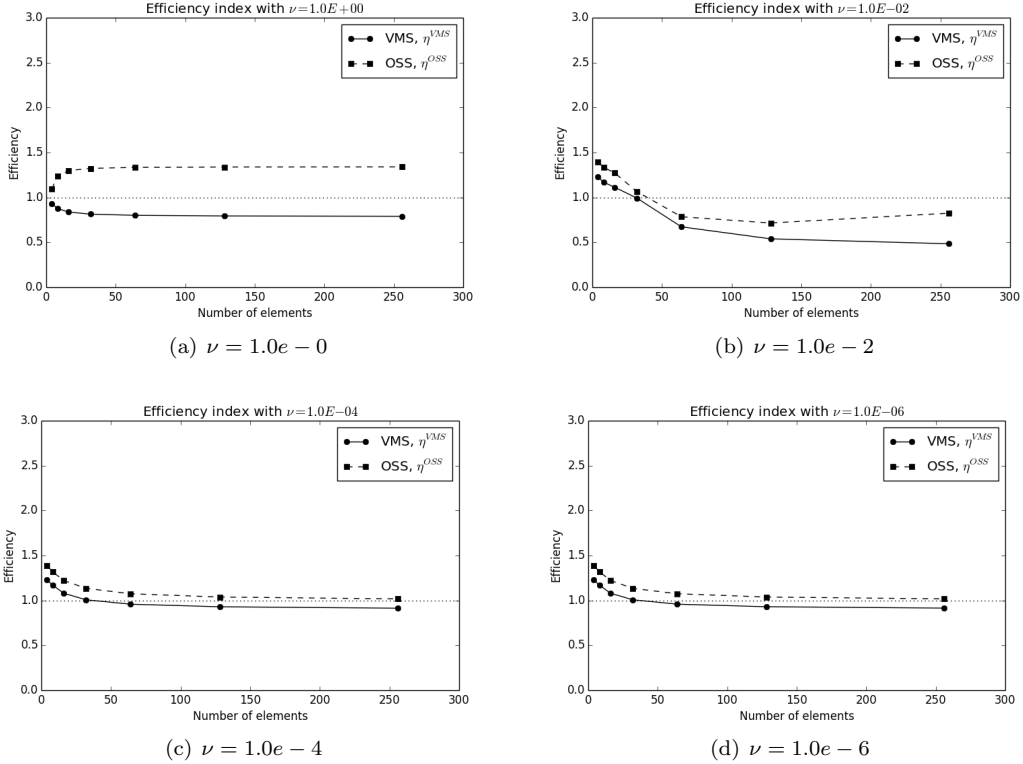 Efficiency index with ν=1.0E+00
3.0
2.5
2.0
1.5
1.0
0.5
0.0
Efficiency
VMS, η^VMS
OSS, η^OSS
0 50 100 150 200 250 300
Number of elements
(a) ν = 1.0e − 0
Efficiency index with ν=1.0E−02
3.0
2.5
2.0
1.5
1.0
0.5
0.0
Efficiency
VMS, η^VMS
OSS, η^OSS
0 50 100 150 200 250 300
Number of elements
(b) ν = 1.0e − 2
Efficiency index with ν=1.0E−04
3.0
2.5
2.0
1.5
1.0
0.5
0.0
Efficiency
VMS, η^VMS
OSS, η^OSS
0 50 100 150 200 250 300
Number of elements
(c) ν = 1.0e − 4
Efficiency index with ν=1.0E−06
3.0
2.5
2.0
1.5
1.0
0.5
0.0
Efficiency
VMS, η^VMS
OSS, η^OSS
0 50 100 150 200 250 300
Number of elements
(d) ν = 1.0e − 6